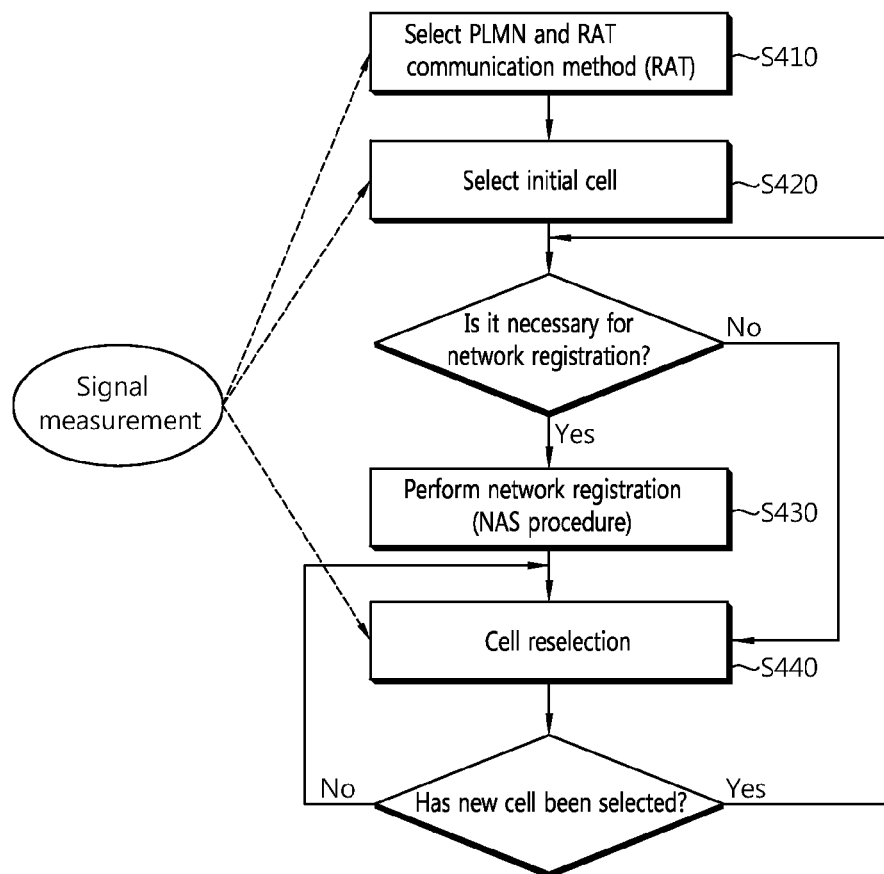 Select PLMN and RAT
communication method (RAT)
S410
Select initial cell
S420
Is it necessary for
network registration?
No
Yes
Signal
measurement
Perform network registration
(NAS procedure)
S430
Cell reselection
S440
No
Has new cell been selected?
Yes